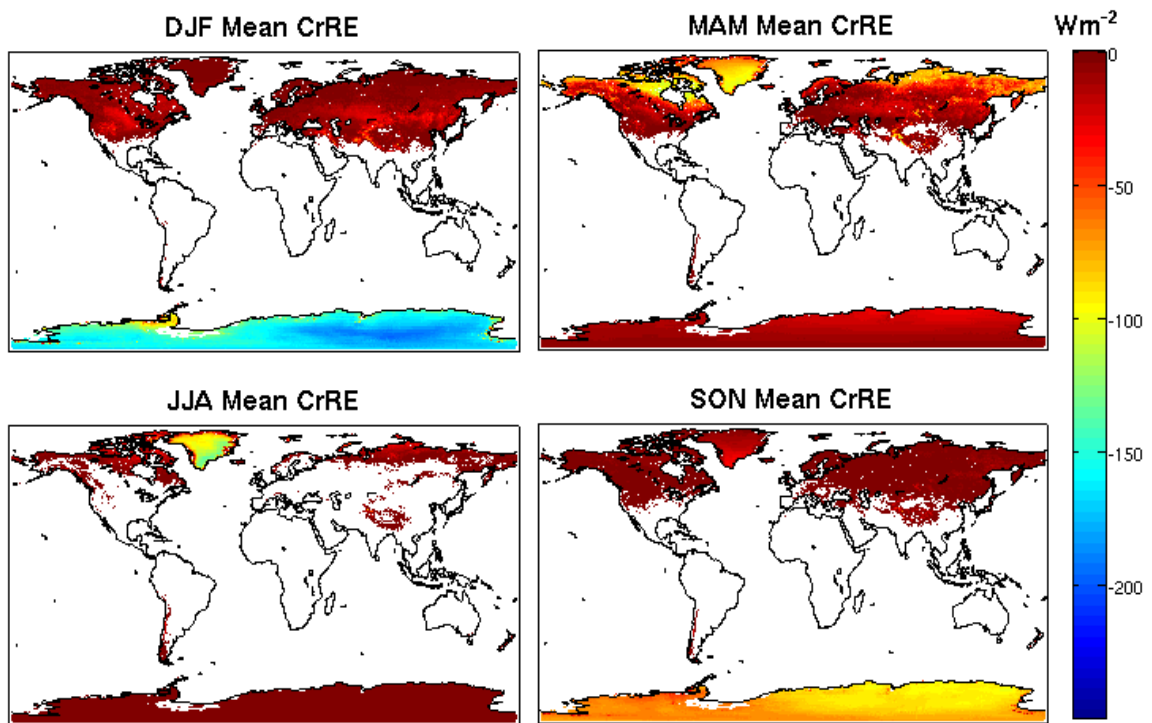 DJF Mean CrRE
MAM Mean CrRE
Wm⁻²
0
-50
-100
-150
-200
JJA Mean CrRE
SON Mean CrRE